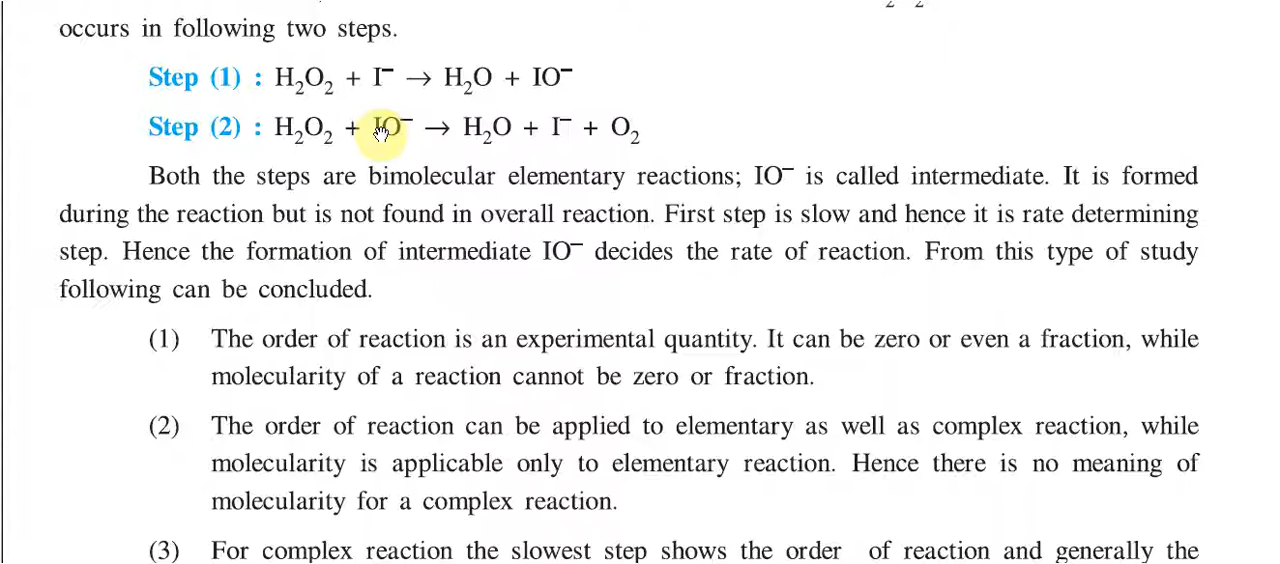 occurs in following two steps.
Step (1) : H₂O₂ + I⁻ → H₂O + IO⁻
Step (2) : H₂O₂ + IO⁻ → H₂O + I⁻ + O₂
Both the steps are bimolecular elementary reactions; IO⁻ is called intermediate. It is formed
during the reaction but is not found in overall reaction. First step is slow and hence it is rate determining
step. Hence the formation of intermediate IO⁻ decides the rate of reaction. From this type of study
following can be concluded.
(1) The order of reaction is an experimental quantity. It can be zero or even a fraction, while
molecularity of a reaction cannot be zero or fraction.
(2) The order of reaction can be applied to elementary as well as complex reaction, while
molecularity is applicable only to elementary reaction. Hence there is no meaning of
molecularity for a complex reaction.
(3) For complex reaction the slowest step shows the order of reaction and generally the